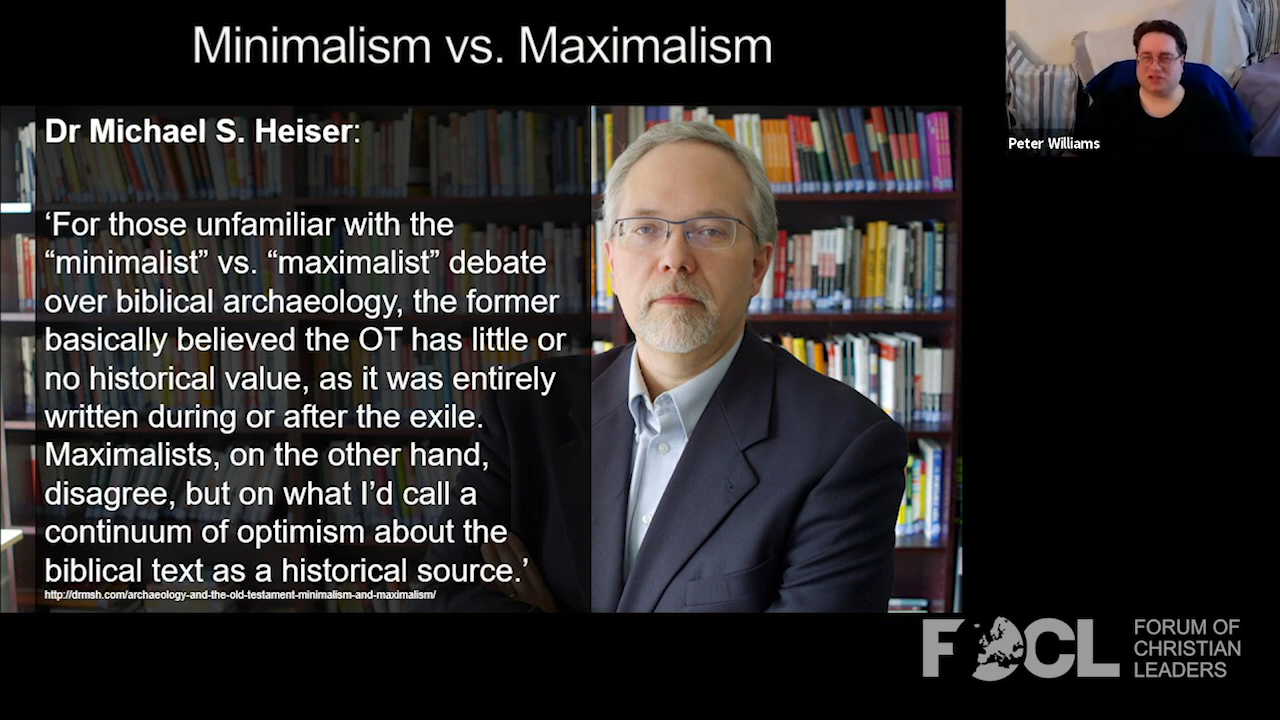 Minimalism vs. Maximalism
Peter Williams
Dr Michael S. Heiser:
‘For those unfamiliar with the
“minimalist” vs. “maximalist” debate
over biblical archaeology, the former
basically believed the OT has little or
no historical value, as it was entirely
written during or after the exile.
Maximalists, on the other hand,
disagree, but on what I’d call a
continuum of optimism about the
biblical text as a historical source.’
http://drmsh.com/archaeology-and-the-old-testament-minimalism-and-maximalism/
FOCL
FORUM OF
CHRISTIAN
LEADERS